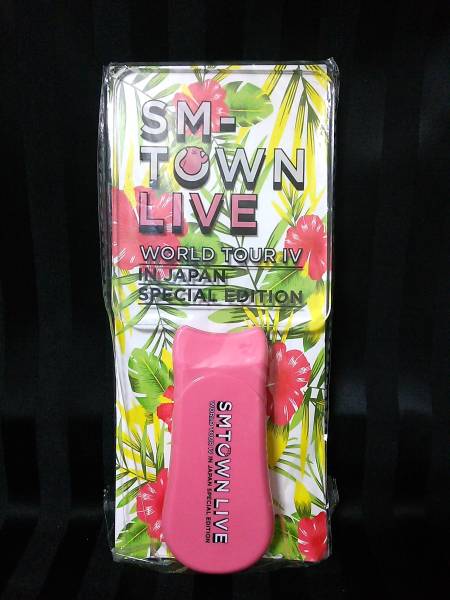 SM-
TOWN
LIVE
WORLD TOUR IV
IN JAPAN
SPECIAL EDITION
SMTOWN LIVE
WORLD TOUR IV IN JAPAN SPECIAL EDITION